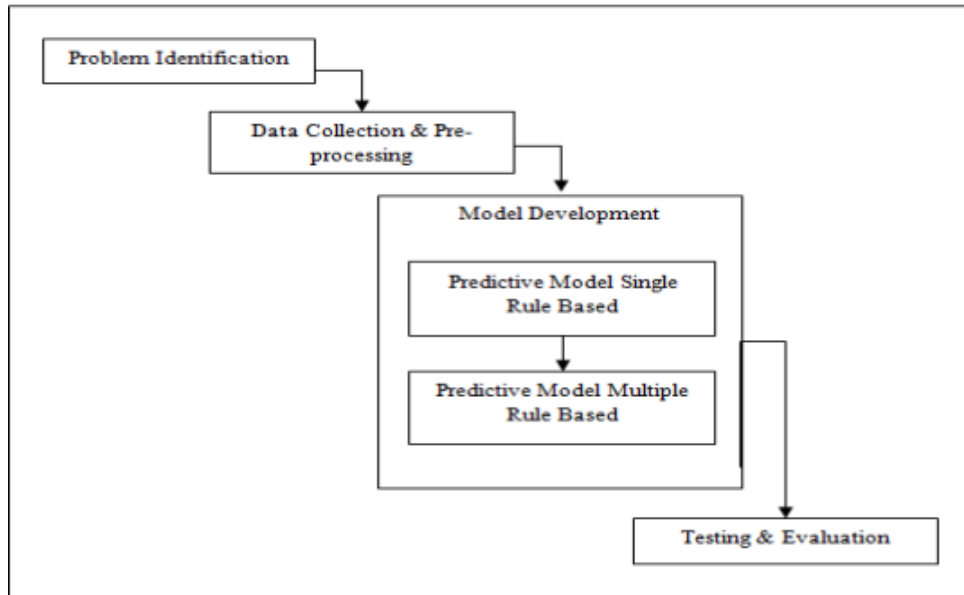 Problem Identification
Data Collection & Pre-
processing
Model Development
Predictive Model Single
Rule Based
Predictive Model Multiple
Rule Based
Testing & Evaluation